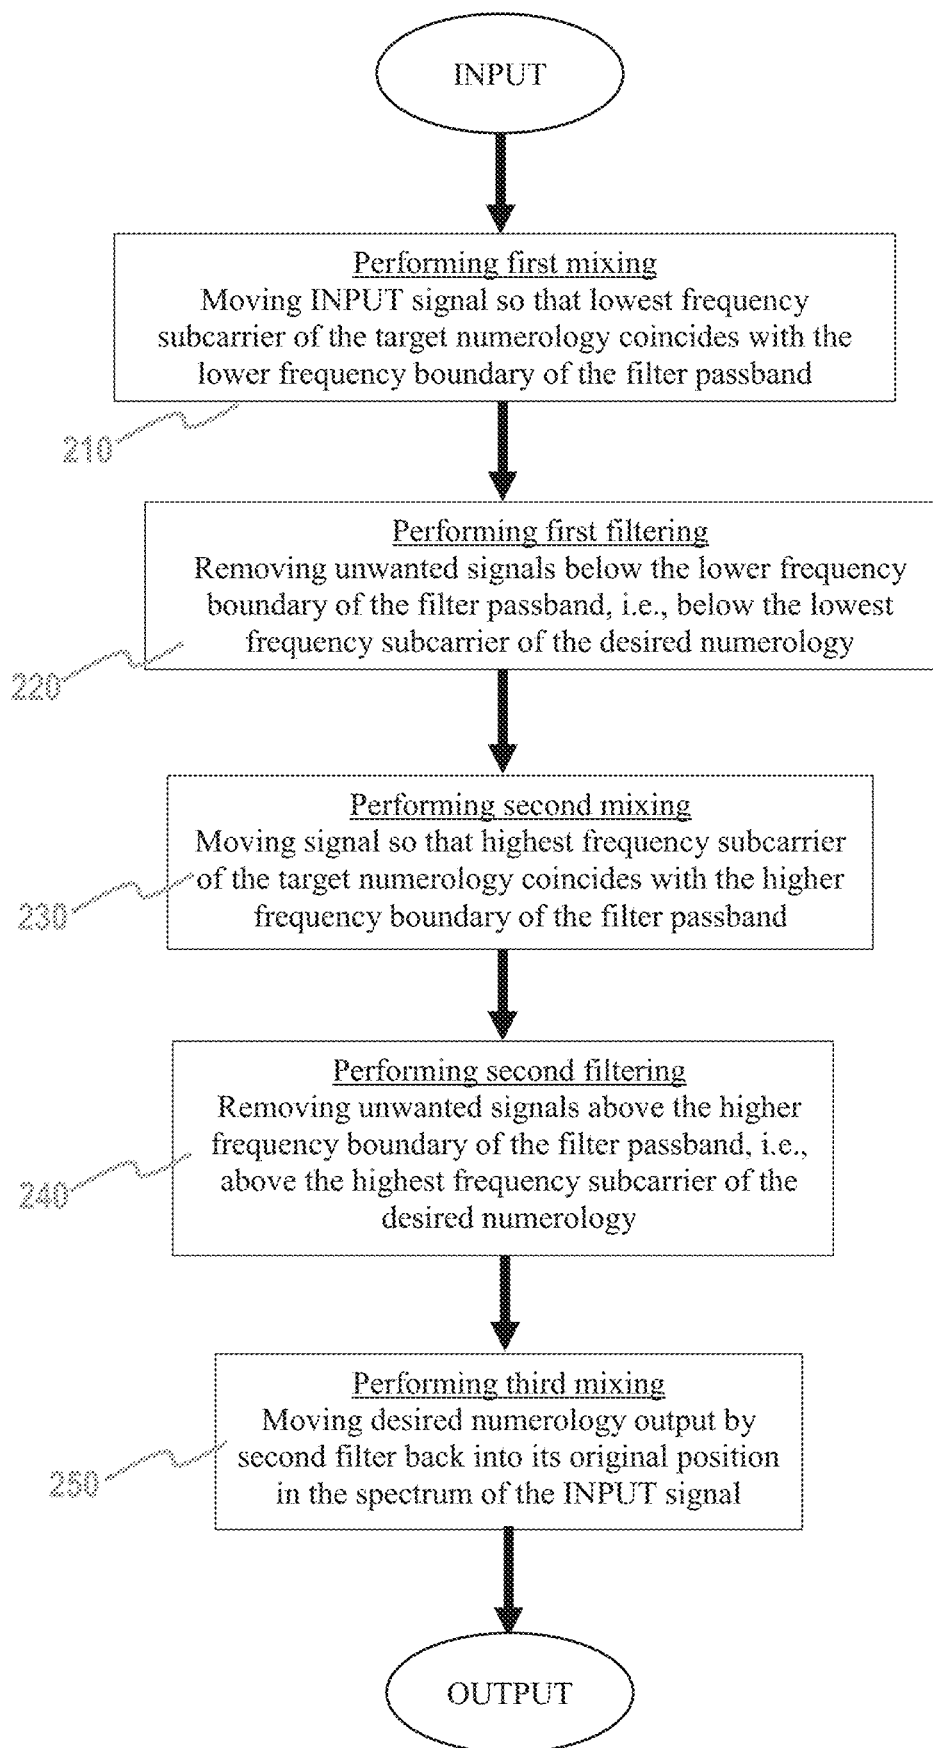 INPUT
Performing first mixing
Moving INPUT signal so that lowest frequency
subcarrier of the target numerology coincides with the
lower frequency boundary of the filter passband
210
Performing first filtering
Removing unwanted signals below the lower frequency
boundary of the filter passband, i.e., below the lowest
frequency subcarrier of the desired numerology
220
Performing second mixing
Moving signal so that highest frequency subcarrier
of the target numerology coincides with the higher
frequency boundary of the filter passband
230
Performing second filtering
Removing unwanted signals above the higher
frequency boundary of the filter passband, i.e.,
above the highest frequency subcarrier of the
desired numerology
240
Performing third mixing
Moving desired numerology output by
second filter back into its original position
in the spectrum of the INPUT signal
250
OUTPUT